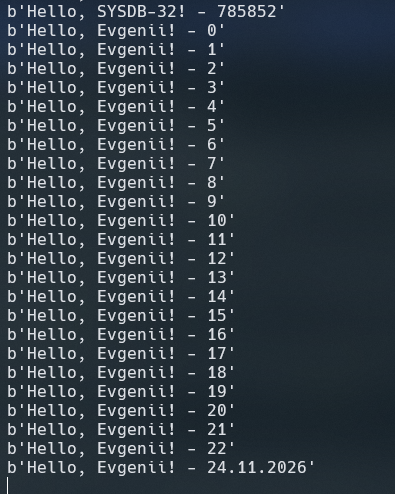 b'Hello, SYSDB-32! - 785852'
b'Hello, Evgenii! - 0'
b'Hello, Evgenii! - 1'
b'Hello, Evgenii! - 2'
b'Hello, Evgenii! - 3'
b'Hello, Evgenii! - 4'
b'Hello, Evgenii! - 5'
b'Hello, Evgenii! - 6'
b'Hello, Evgenii! - 7'
b'Hello, Evgenii! - 8'
b'Hello, Evgenii! - 9'
b'Hello, Evgenii! - 10'
b'Hello, Evgenii! - 11'
b'Hello, Evgenii! - 12'
b'Hello, Evgenii! - 13'
b'Hello, Evgenii! - 14'
b'Hello, Evgenii! - 15'
b'Hello, Evgenii! - 16'
b'Hello, Evgenii! - 17'
b'Hello, Evgenii! - 18'
b'Hello, Evgenii! - 19'
b'Hello, Evgenii! - 20'
b'Hello, Evgenii! - 21'
b'Hello, Evgenii! - 22'
b'Hello, Evgenii! - 24.11.2026'